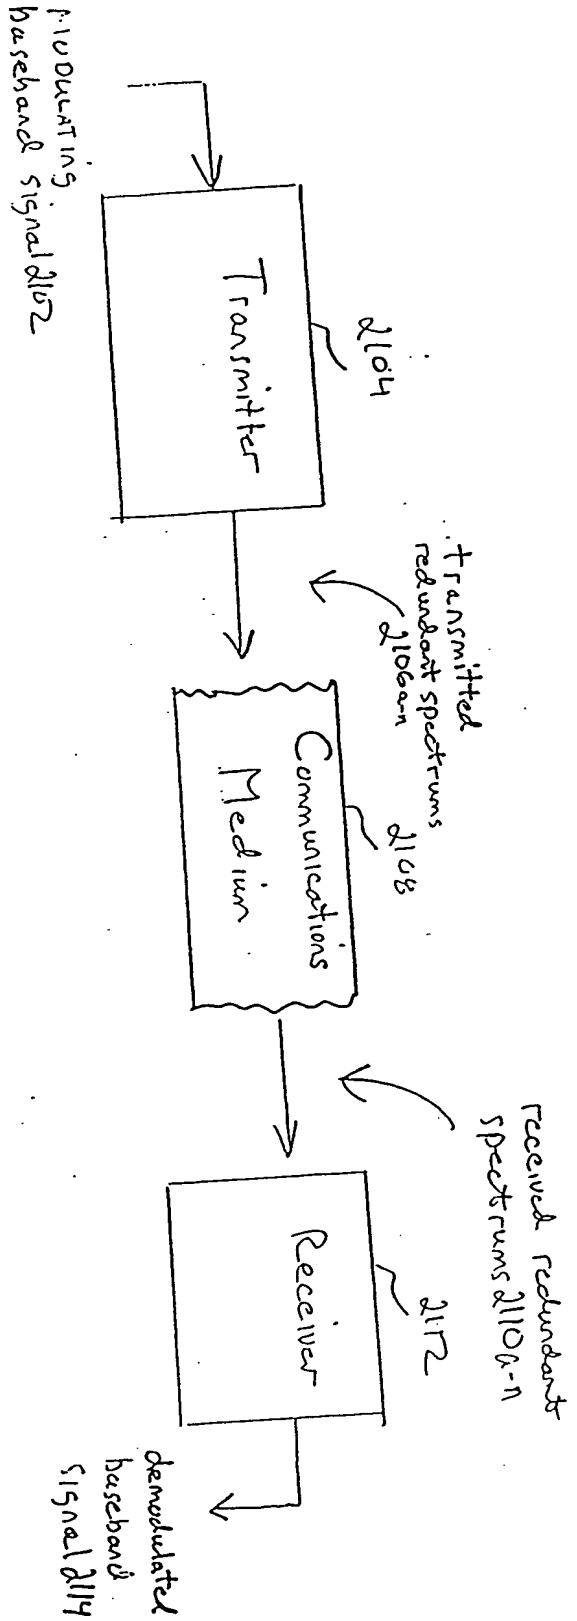 MODULATING
baseband signal 2102
Transmitter
2104
transmitted
redundant spectrums
2106a-n
Communications
Medium
2108
received redundant
spectrums 2110a-n
Receiver
2112
demodulated
baseband
signal 2114